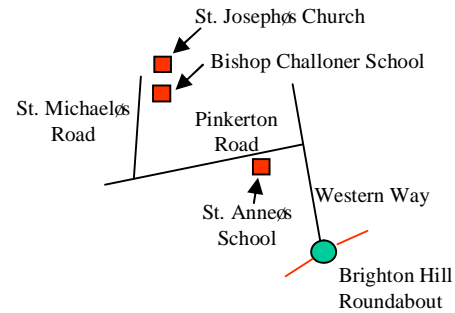 St. Josephøs Church
Bishop Challoner School
St. Michaeløs
Road
Pinkerton
Road
Western Way
St. Anneøs
School
Brighton Hill
Roundabout